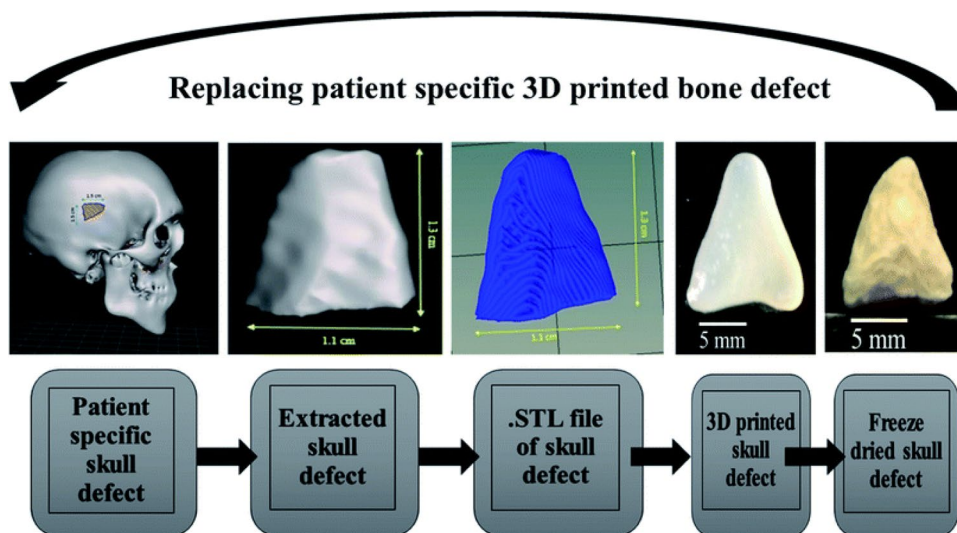 Replacing patient specific 3D printed bone defect
1.3 cm
1.1 cm
1.3 cm
1.1 cm
5 mm
5 mm
Patient
specific
skull
defect
Extracted
skull
defect
.STL file
of skull
defect
3D printed
skull
defect
Freeze
dried skull
defect